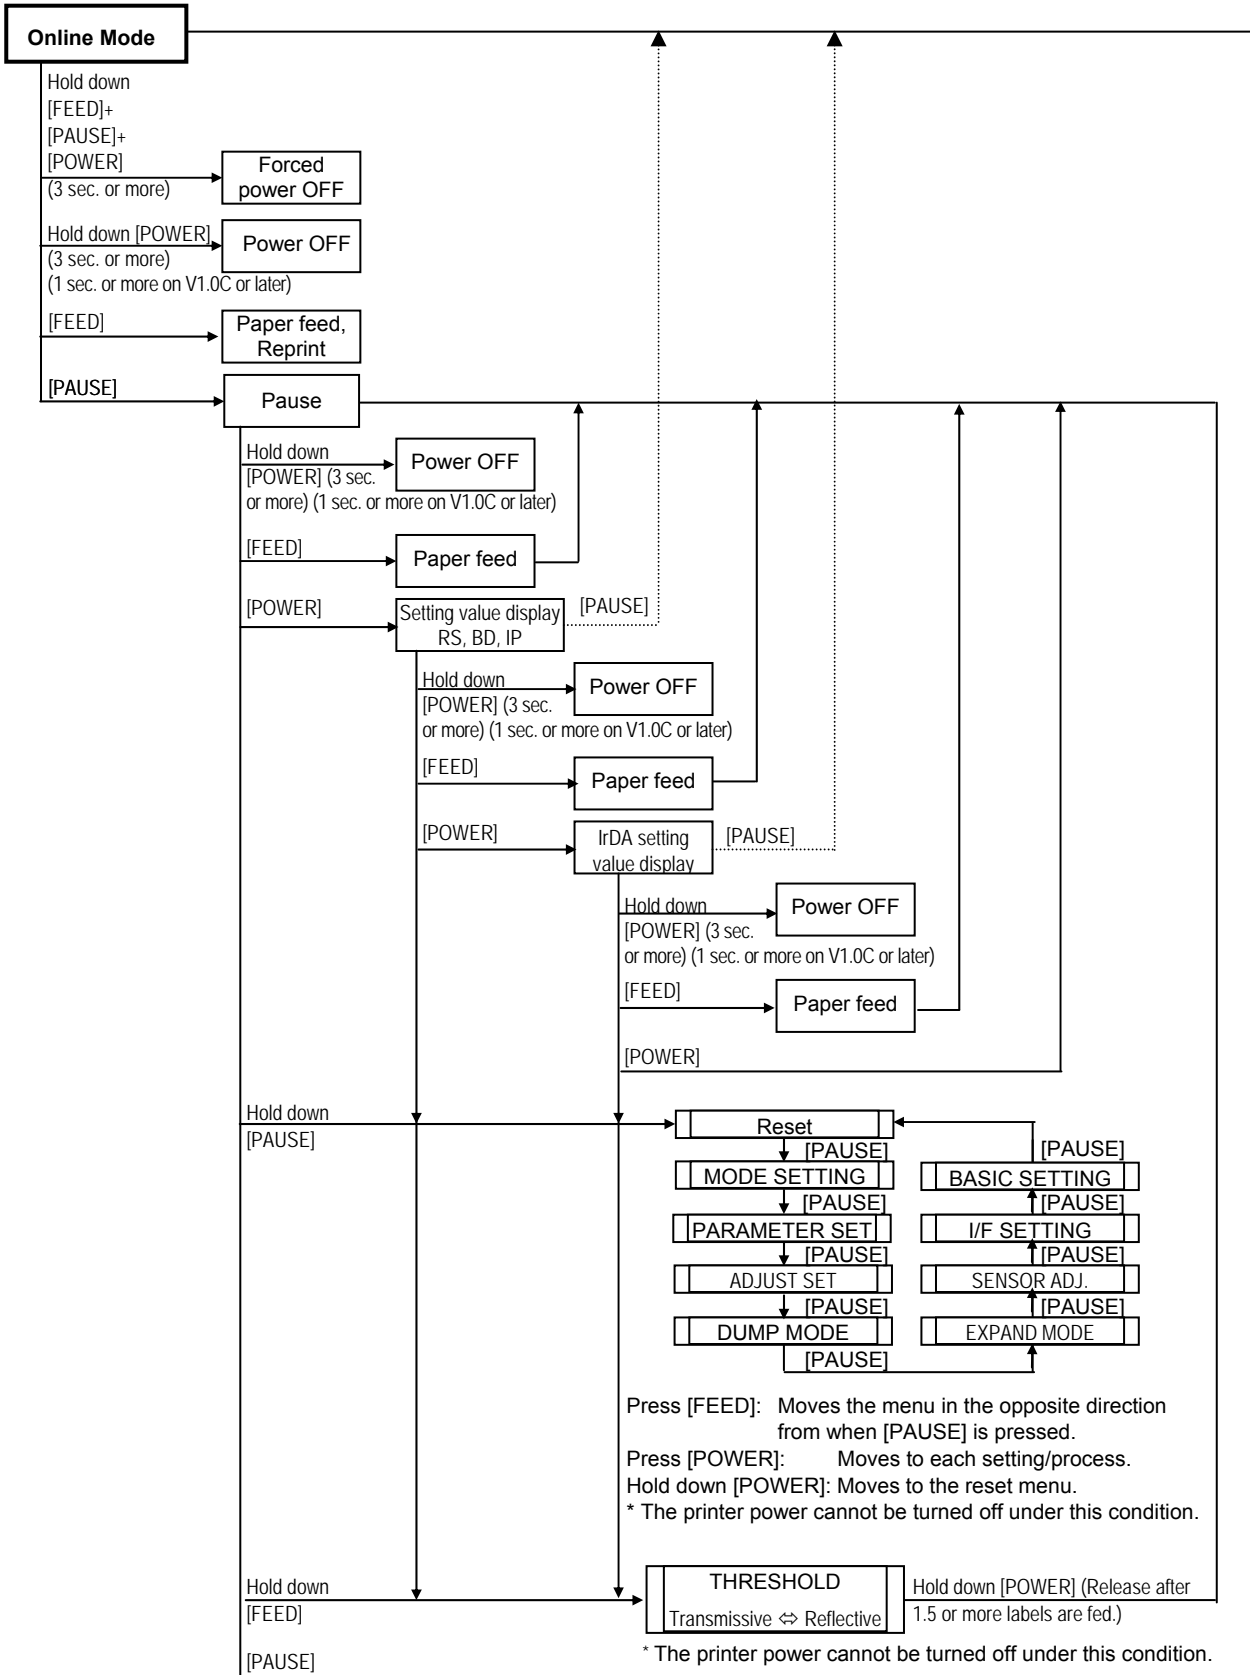 Online Mode
Hold down
[FEED]+
[PAUSE]+
[POWER]
(3 sec. or more)
Forced
power OFF
Hold down [POWER]
(3 sec. or more)
(1 sec. or more on V1.0C or later)
Power OFF
[FEED]
Paper feed,
Reprint
[PAUSE]
Pause
Hold down
[POWER] (3 sec.
or more) (1 sec. or more on V1.0C or later)
Power OFF
[FEED]
Paper feed
[POWER]
Setting value display
RS, BD, IP
[PAUSE]
Hold down
[POWER] (3 sec.
or more) (1 sec. or more on V1.0C or later)
Power OFF
[FEED]
Paper feed
[POWER]
IrDA setting
value display
[PAUSE]
Hold down
[POWER] (3 sec.
or more) (1 sec. or more on V1.0C or later)
Power OFF
[FEED]
Paper feed
[POWER]
Hold down
[PAUSE]
Reset
[PAUSE]
MODE SETTING
[PAUSE]
PARAMETER SET
[PAUSE]
ADJUST SET
[PAUSE]
DUMP MODE
[PAUSE]
[PAUSE]
BASIC SETTING
[PAUSE]
I/F SETTING
[PAUSE]
SENSOR ADJ.
[PAUSE]
EXPAND MODE
Press [FEED]: Moves the menu in the opposite direction
from when [PAUSE] is pressed.
Press [POWER]: Moves to each setting/process.
Hold down [POWER]: Moves to the reset menu.
* The printer power cannot be turned off under this condition.
Hold down
[FEED]
THRESHOLD
Transmissive ⇔ Reflective
Hold down [POWER] (Release after
1.5 or more labels are fed.)
* The printer power cannot be turned off under this condition.
[PAUSE]